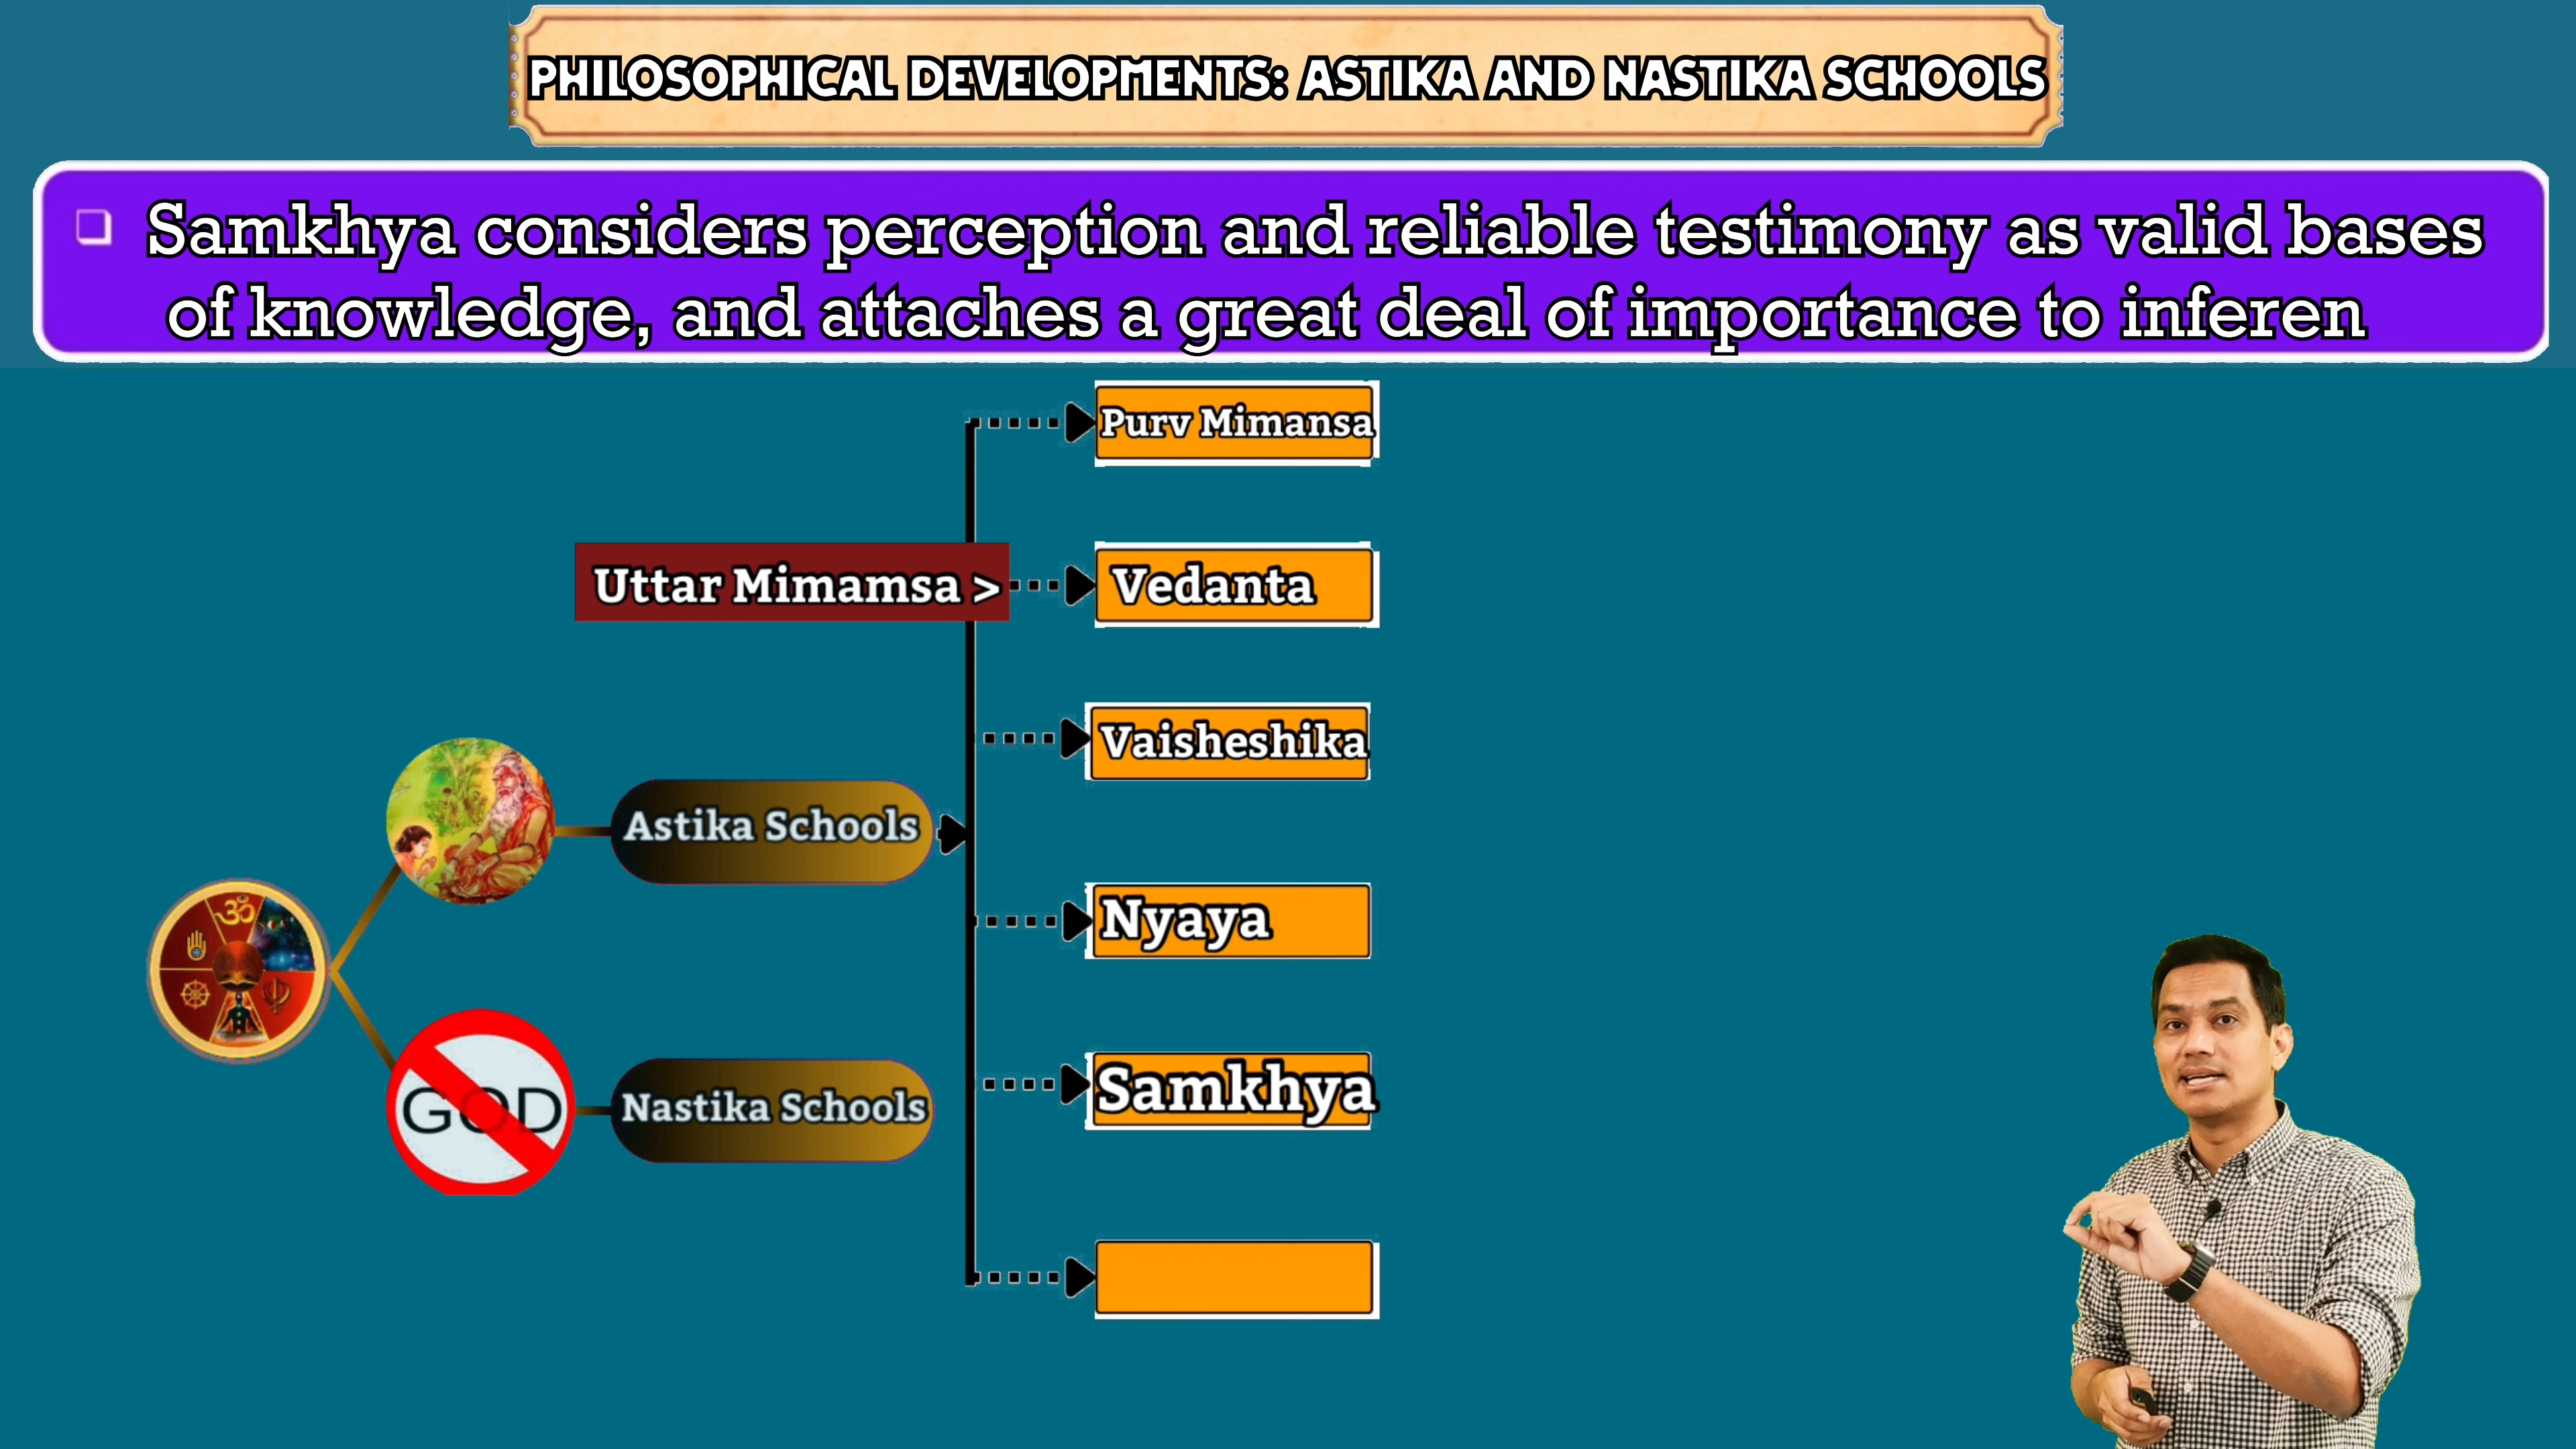 PHILOSOPHICAL DEVELOPMENTS: ASTIKA AND NASTIKA SCHOOLS
Samkhya considers perception and reliable testimony as valid bases
of knowledge, and attaches a great deal of importance to inferen
Purv Mimansa
Uttar Mimamsa >
Vedanta
Vaisheshika
Astika Schools
Nyaya
Samkhya
GOD
Nastika Schools
ॐ